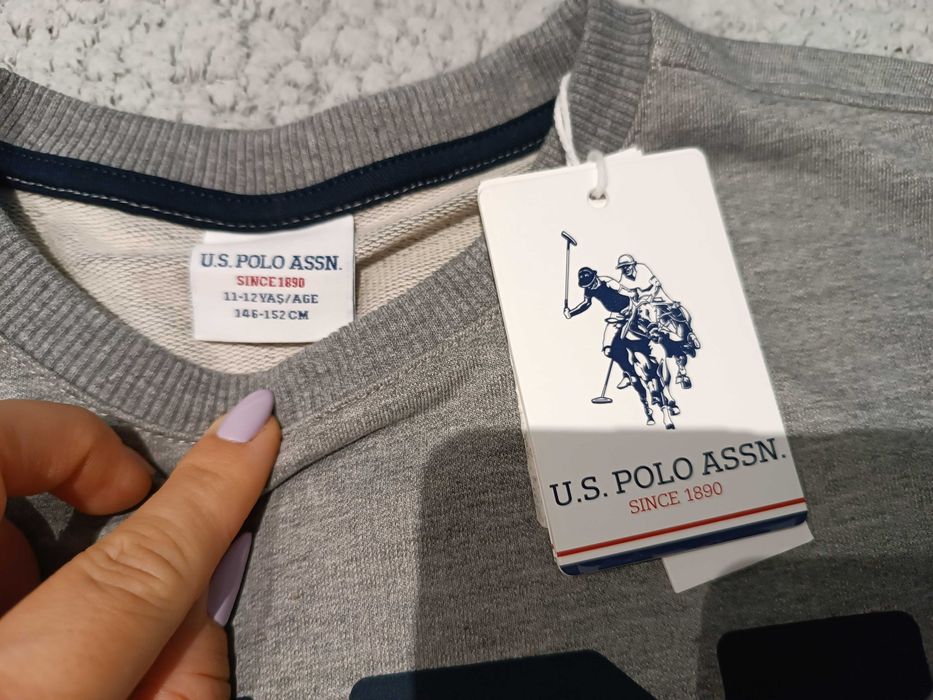 U.S. POLO ASSN.
SINCE 1890
11-12 YAŞ/AGE
146-152 CM
U.S. POLO ASSN.
SINCE 1890